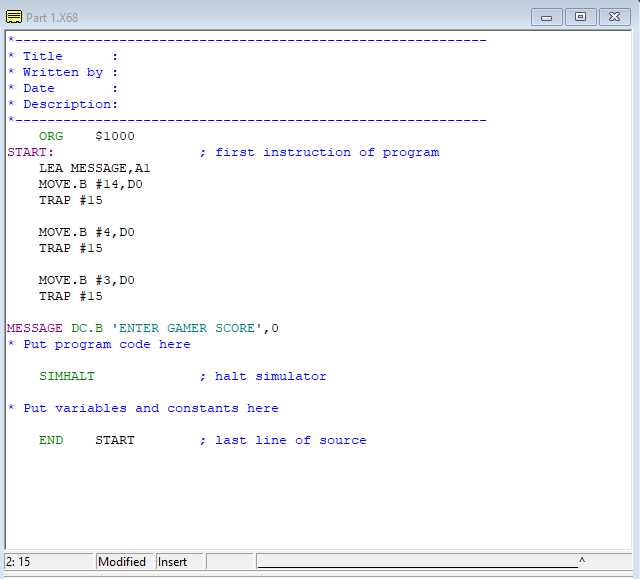 Part 1.X68
*-----------------------------------------------------------
* Title      :
* Written by :
* Date       :
* Description:
*-----------------------------------------------------------
    ORG    $1000
START:                  ; first instruction of program
    LEA MESSAGE,A1
    MOVE.B #14,D0
    TRAP #15
    MOVE.B #4,D0
    TRAP #15
    MOVE.B #3,D0
    TRAP #15
MESSAGE DC.B 'ENTER GAMER SCORE',0
* Put program code here
    SIMHALT             ; halt simulator
* Put variables and constants here
    END    START        ; last line of source
2: 15 Modified Insert ^